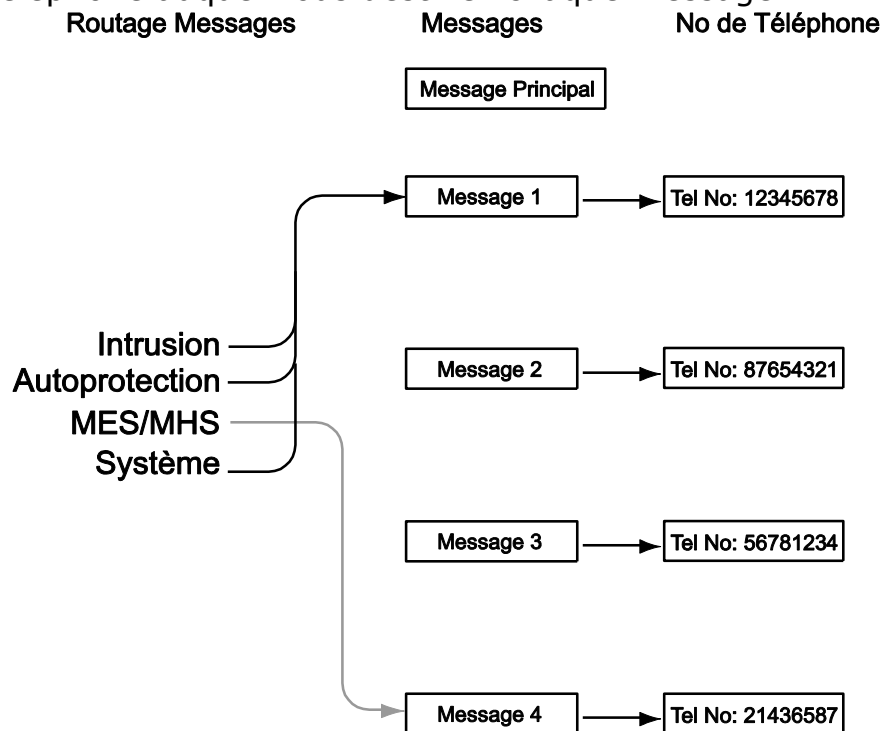 Routage Messages Messages No de Téléphone
Message Principal
Message 1 Tel No: 12345678
Intrusion
Message 2 Tel No: 87654321
Autoprotection
MES/MHS
Système
Message 3 Tel No: 56781234
Message 4 Tel No: 21436587